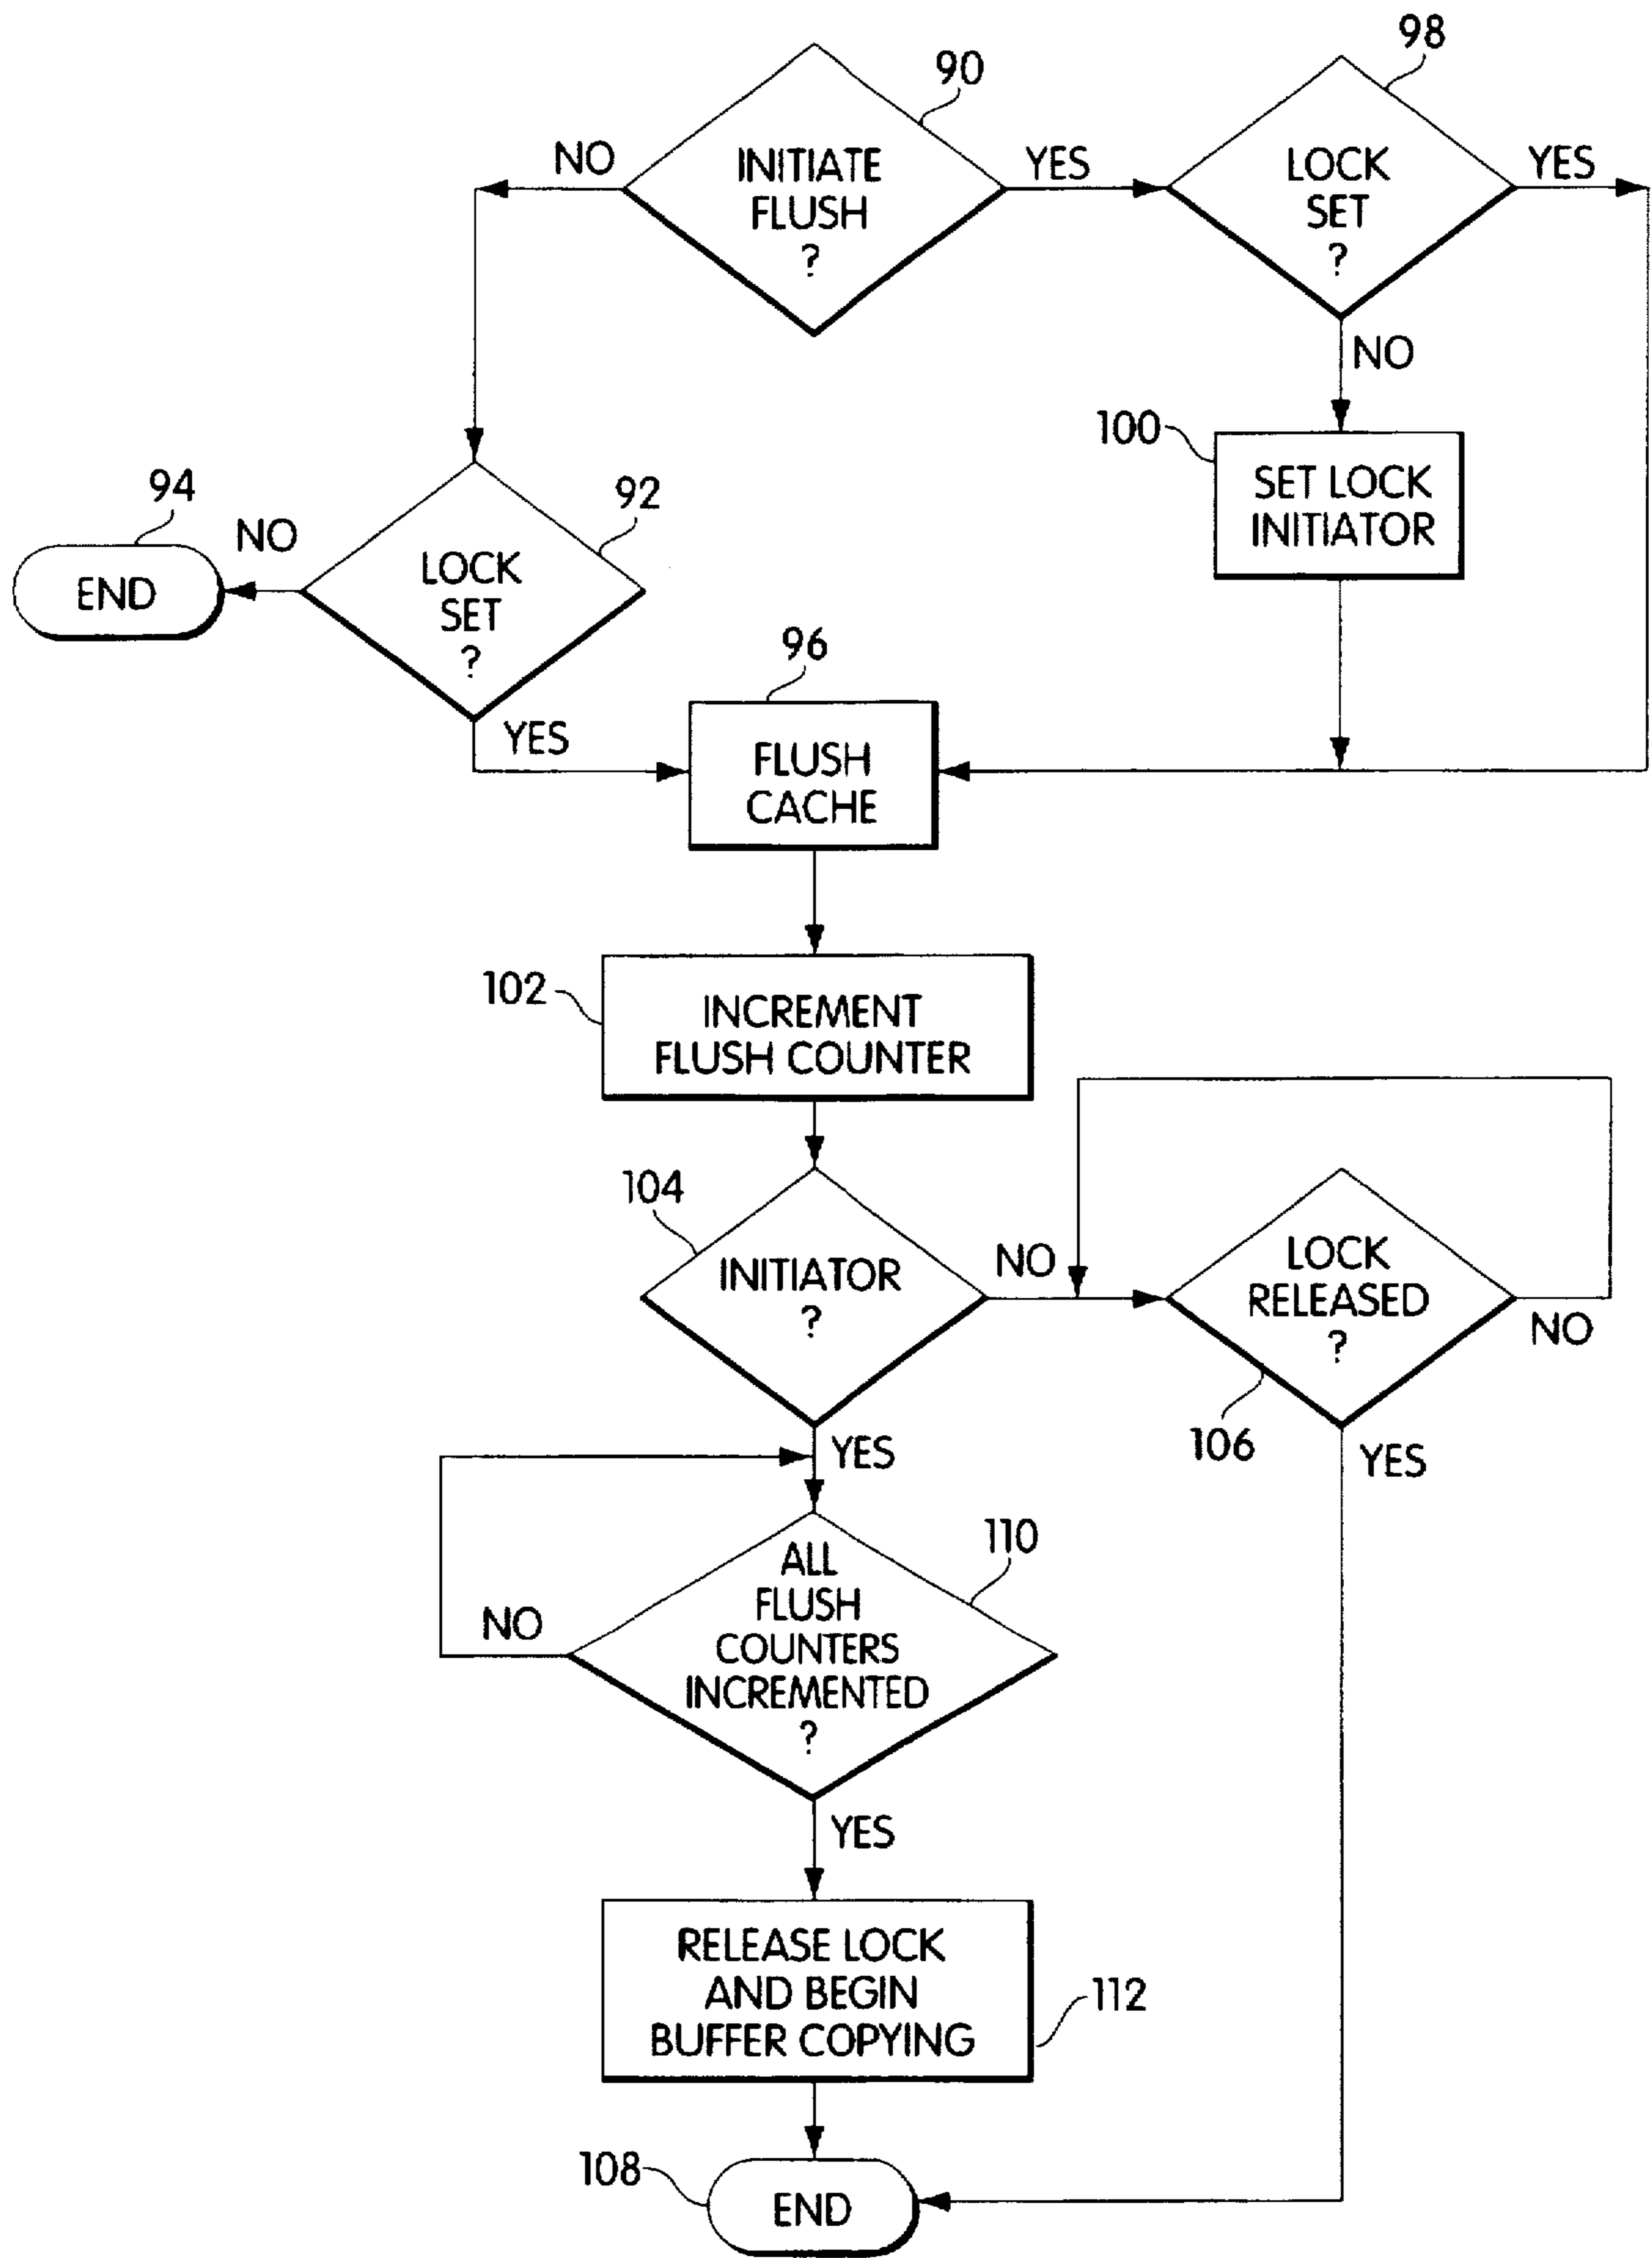 98
90
NO
INITIATE
FLUSH
?
YES
LOCK
SET
?
YES
NO
100
SET LOCK
INITIATOR
94
NO
END
92
LOCK
SET
?
YES
96
FLUSH
CACHE
102
INCREMENT
FLUSH COUNTER
104
INITIATOR
?
NO
LOCK
RELEASED
?
NO
106
YES
YES
110
ALL
FLUSH
COUNTERS
INCREMENTED
?
NO
YES
RELEASE LOCK
AND BEGIN
BUFFER COPYING
112
108
END